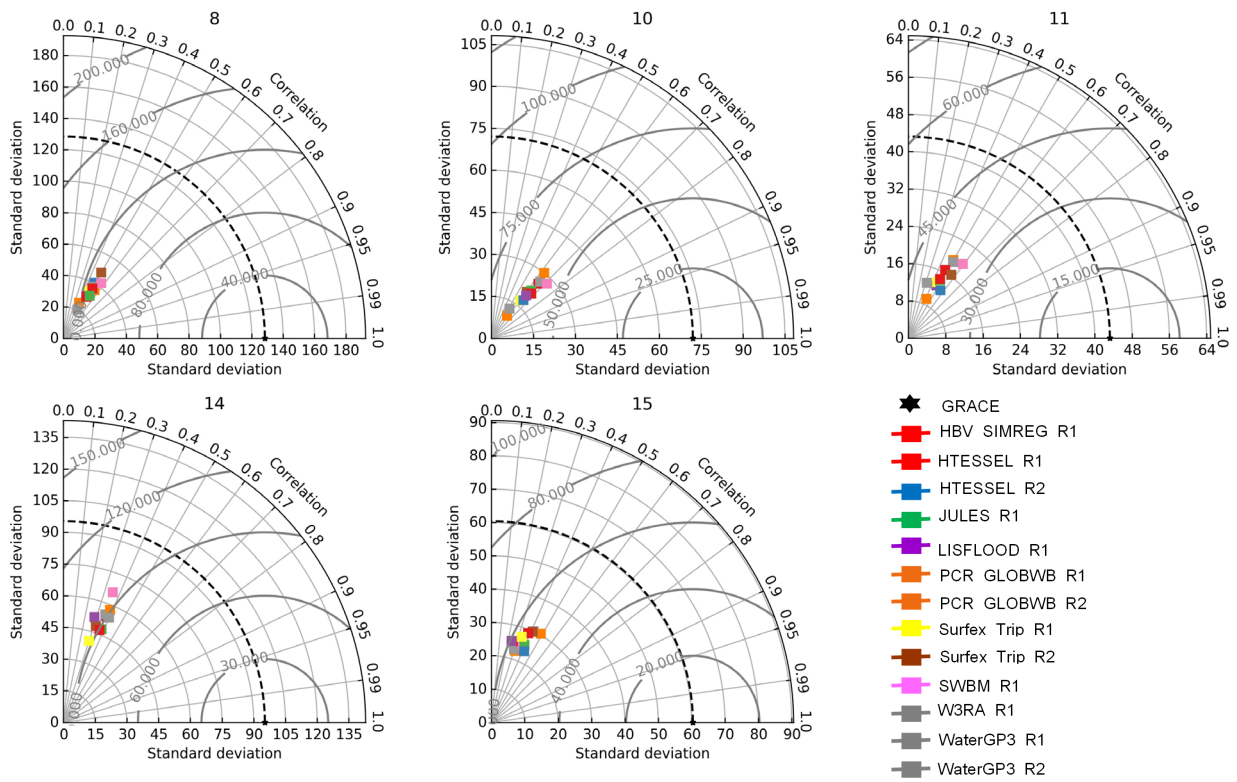 8
0.0 0.1 0.2 0.3 0.4 0.5 0.6 0.7 0.8 0.9 0.95 0.99 1.0
Correlation
Standard deviation
180
160
140
120
100
80
60
40
20
0
200.000
160.000
80.000
40.000
0 20 40 60 80 100 120 140 160 180
Standard deviation
10
0.0 0.1 0.2 0.3 0.4 0.5 0.6 0.7 0.8 0.9 0.95 0.99 1.0
Correlation
Standard deviation
105
90
75
60
45
30
15
0
100.000
75.000
50.000
25.000
0 15 30 45 60 75 90 105
Standard deviation
11
0.0 0.1 0.2 0.3 0.4 0.5 0.6 0.7 0.8 0.9 0.95 0.99 1.0
Correlation
Standard deviation
64
56
48
40
32
24
16
8
0
60.000
45.000
30.000
15.000
0 8 16 24 32 40 48 56 64
Standard deviation
14
0.0 0.1 0.2 0.3 0.4 0.5 0.6 0.7 0.8 0.9 0.95 0.99 1.0
Correlation
Standard deviation
135
120
105
90
75
60
45
30
15
0
150.000
120.000
60.000
30.000
0 15 30 45 60 75 90 105 120 135
Standard deviation
15
0.0 0.1 0.2 0.3 0.4 0.5 0.6 0.7 0.8 0.9 0.95 0.99 1.0
Correlation
Standard deviation
90
80
70
60
50
40
30
20
10
0
100.000
80.000
40.000
20.000
0 10 20 30 40 50 60 70 80 90
Standard deviation
GRACE
HBV SIMREG R1
HTESSEL R1
HTESSEL R2
JULES R1
LISFLOOD R1
PCR GLOBWB R1
PCR GLOBWB R2
Surfex Trip R1
Surfex Trip R2
SWBM R1
W3RA R1
WaterGP3 R1
WaterGP3 R2